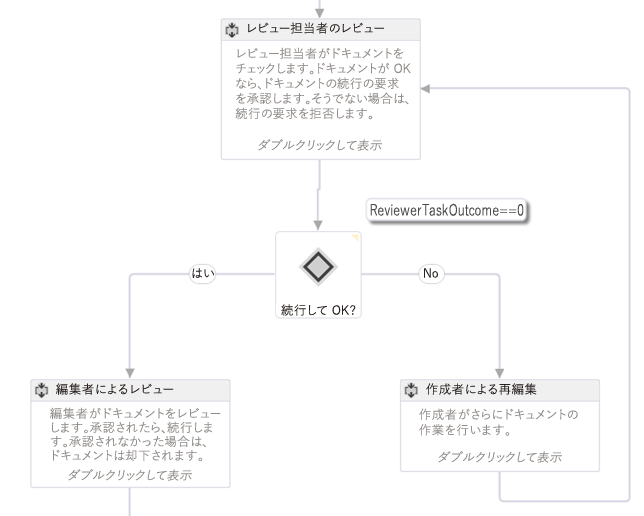 レビュー担当者のレビュー
レビュー担当者がドキュメントを
チェックします。ドキュメントが OK
なら、ドキュメントの続行の要求
を承認します。そうでない場合は、
続行の要求を拒否します。
ダブルクリックして表示
ReviewerTaskOutcome==0
はい
No
続行して OK?
編集者によるレビュー
編集者がドキュメントをレビュー
します。承認されたら、続行しま
す。承認されなかった場合は、
ドキュメントは却下されます。
ダブルクリックして表示
作成者による再編集
作成者がさらにドキュメントの
作業を行います。
ダブルクリックして表示